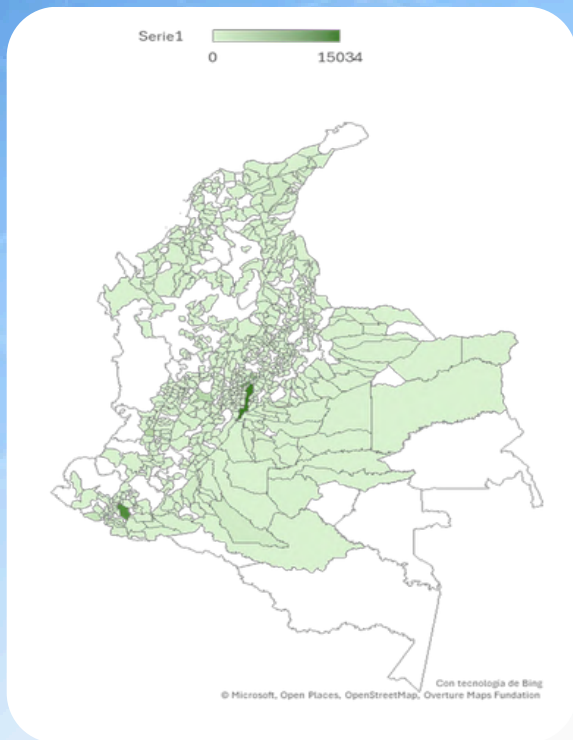 Serie1
0 15034
Con tecnología de Bing
© Microsoft, Open Places, OpenStreetMap, Overture Maps Fundation